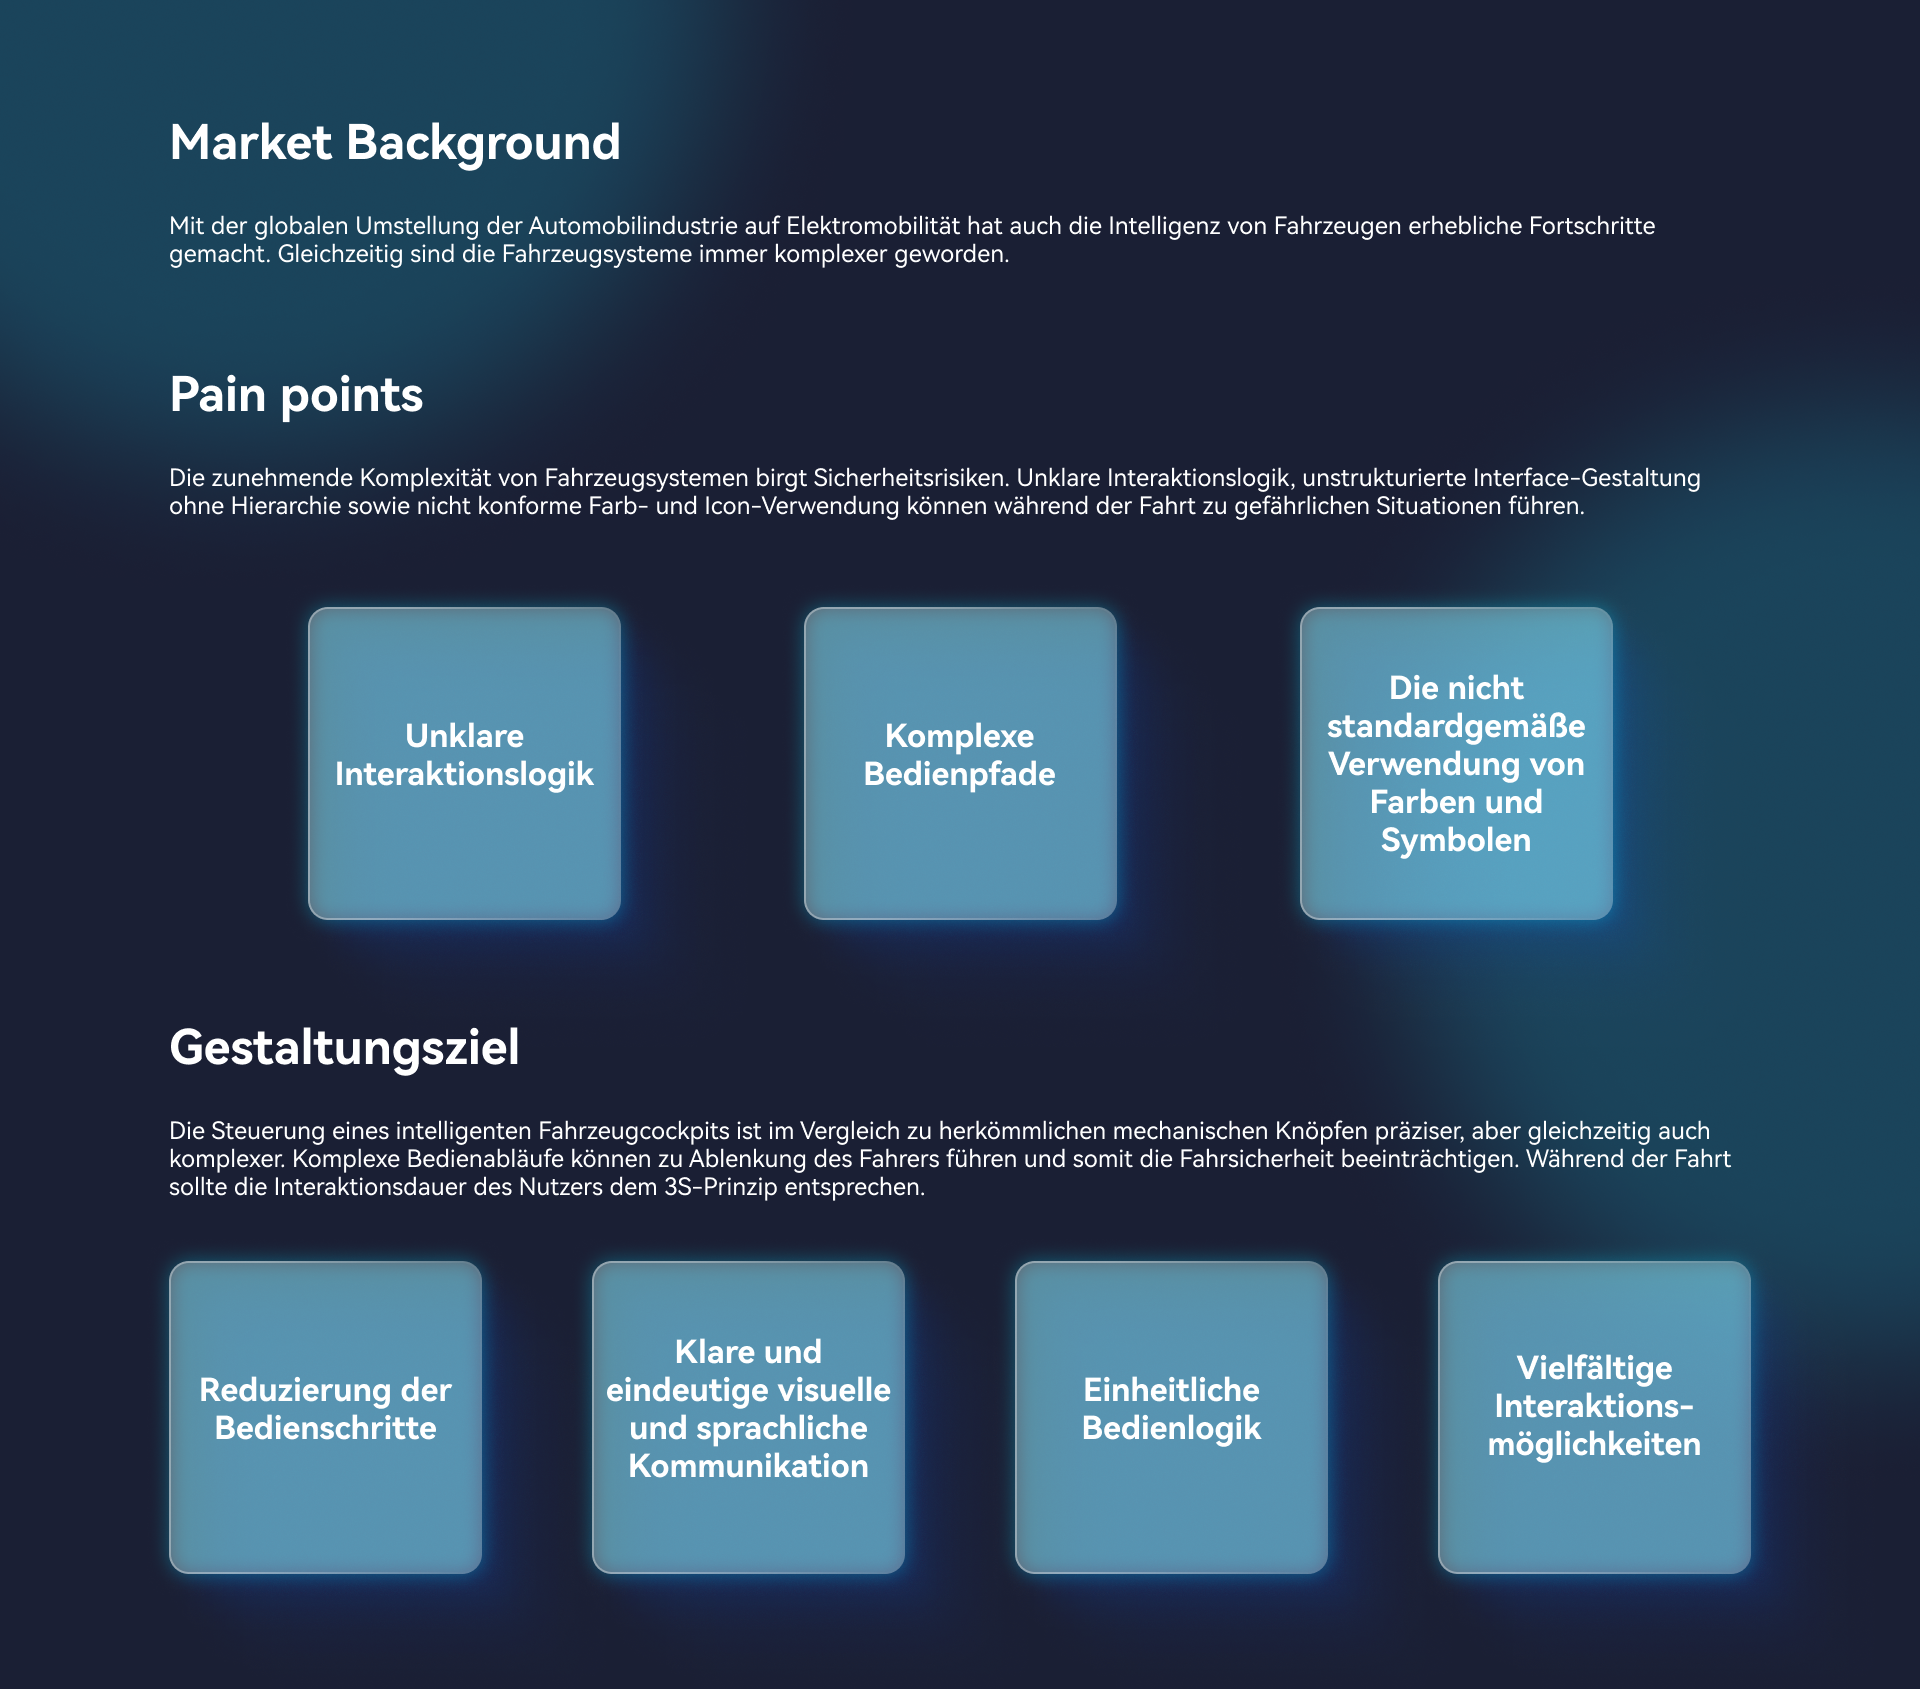 Market Background
Mit der globalen Umstellung der Automobilindustrie auf Elektromobilität hat auch die Intelligenz von Fahrzeugen erhebliche Fortschritte
gemacht. Gleichzeitig sind die Fahrzeugsysteme immer komplexer geworden.
Pain points
Die zunehmende Komplexität von Fahrzeugsystemen birgt Sicherheitsrisiken. Unklare Interaktionslogik, unstrukturierte Interface-Gestaltung
ohne Hierarchie sowie nicht konforme Farb- und Icon-Verwendung können während der Fahrt zu gefährlichen Situationen führen.
Unklare
Interaktionslogik
Komplexe
Bedienpfade
Die nicht
standardgemäße
Verwendung von
Farben und
Symbolen
Gestaltungsziel
Die Steuerung eines intelligenten Fahrzeugcockpits ist im Vergleich zu herkömmlichen mechanischen Knöpfen präziser, aber gleichzeitig auch
komplexer. Komplexe Bedienabläufe können zu Ablenkung des Fahrers führen und somit die Fahrsicherheit beeinträchtigen. Während der Fahrt
sollte die Interaktionsdauer des Nutzers dem 3S-Prinzip entsprechen.
Reduzierung der
Bedienschritte
Klare und
eindeutige visuelle
und sprachliche
Kommunikation
Einheitliche
Bedienlogik
Vielfältige
Interaktions-
möglichkeiten